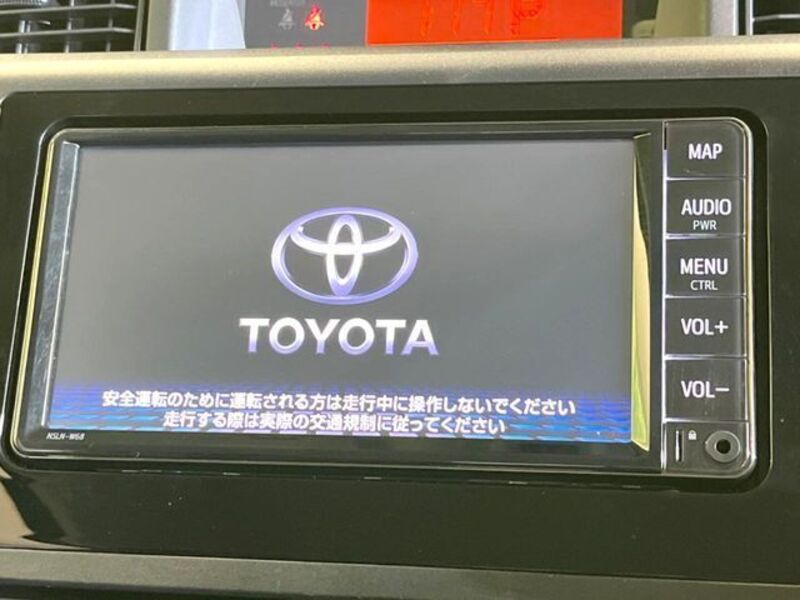 MAP
AUDIO
PWR
MENU
CTRL
VOL+
VOL-
TOYOTA
安全運転のために運転される方は走行中に操作しないでください
走行する際は実際の交通規制に従ってください
NSLN-W68